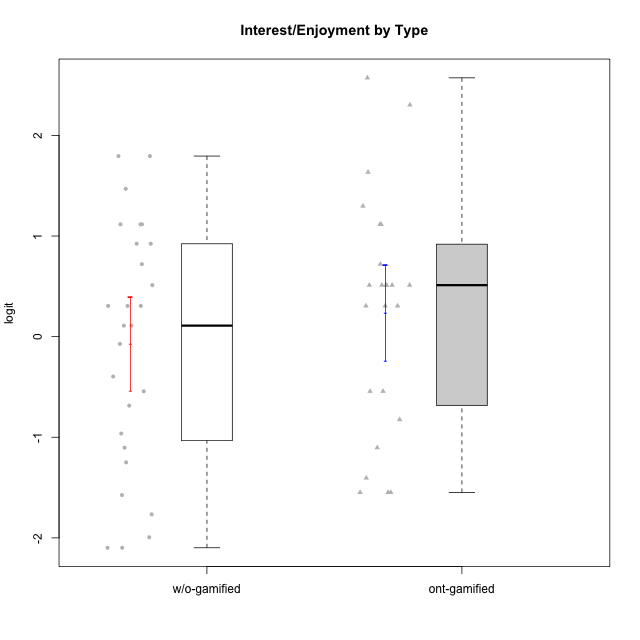 Interest/Enjoyment by Type
logit
2
1
0
-1
-2
w/o-gamified
ont-gamified